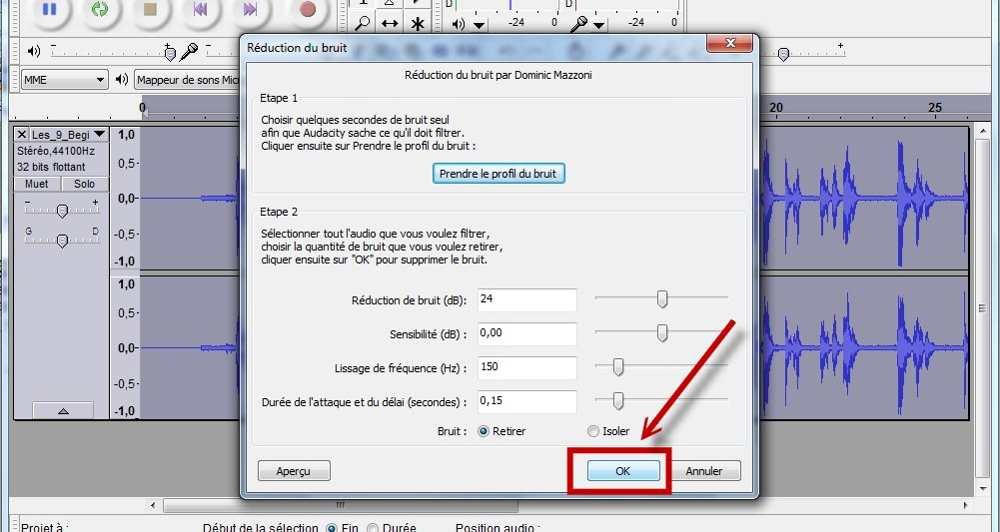 D
D
-24
0
-24
0
Réduction du bruit
MME
Mappeur de sons Micr
0
20
25
Réduction du bruit par Dominic Mazzoni
Etape 1
Choisir quelques secondes de bruit seul
afin que Audacity sache ce qu'il doit filtrer.
Cliquer ensuite sur Prendre le profil du bruit :
Prendre le profil du bruit
Les_9_Begi
Stéréo,44100Hz
32 bits flottant
Muet
Solo
-
+
G
D
1,0
0,5-
0,0-
-0,5-
-1,0
1,0
0,5-
0,0-
-0,5-
-1,0
Etape 2
Sélectionner tout l'audio que vous voulez filtrer,
choisir la quantité de bruit que vous voulez retirer,
cliquer ensuite sur "OK" pour supprimer le bruit.
Réduction de bruit (dB): 24
Sensibilité (dB): 0,00
Lissage de fréquence (Hz): 150
Durée de l'attaque et du délai (secondes) : 0,15
Bruit : Retirer Isoler
Aperçu
OK
Annuler
Projet à :
Début de la sélection
Fin
Durée
Position audio :